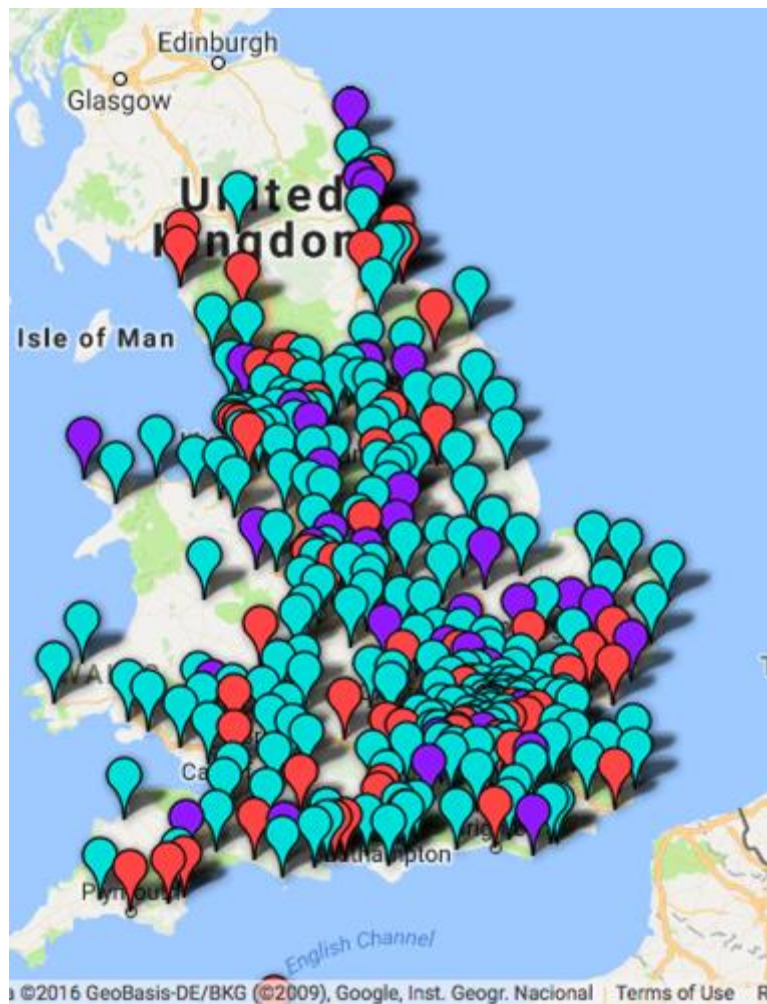 Edinburgh
Glasgow
United
Kingdom
Isle of Man
Plymouth
English Channel
©2016 GeoBasis-DE/BKG (©2009), Google, Inst. Geogr. Nacional
Terms of Use